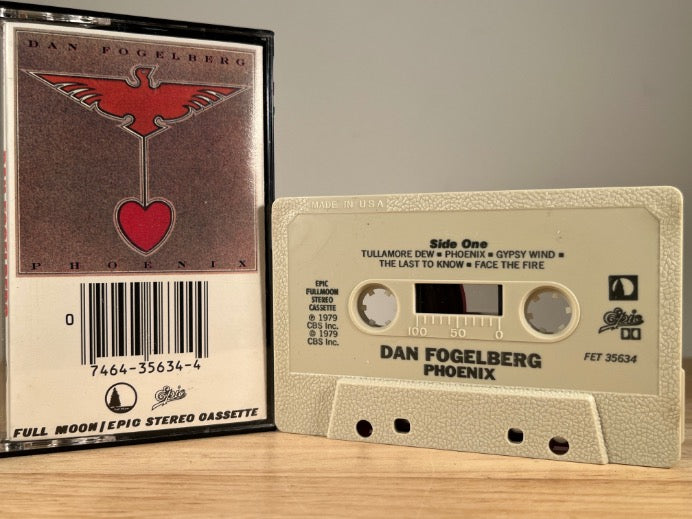 DAN FOGELBERG
PHOENIX
0
7464-35634-4
Epic
FULL MOON/EPIC STEREO CASSETTE
MADE IN USA
Side One
TULLAMORE DEW ■ PHOENIX ■ GYPSY WIND ■
THE LAST TO KNOW ■ FACE THE FIRE
EPIC
FULLMOON
STEREO
CASSETTE
℗ 1979
CBS Inc.
© 1979
CBS Inc.
100 50 0
Epic
DAN FOGELBERG
PHOENIX
FET 35634